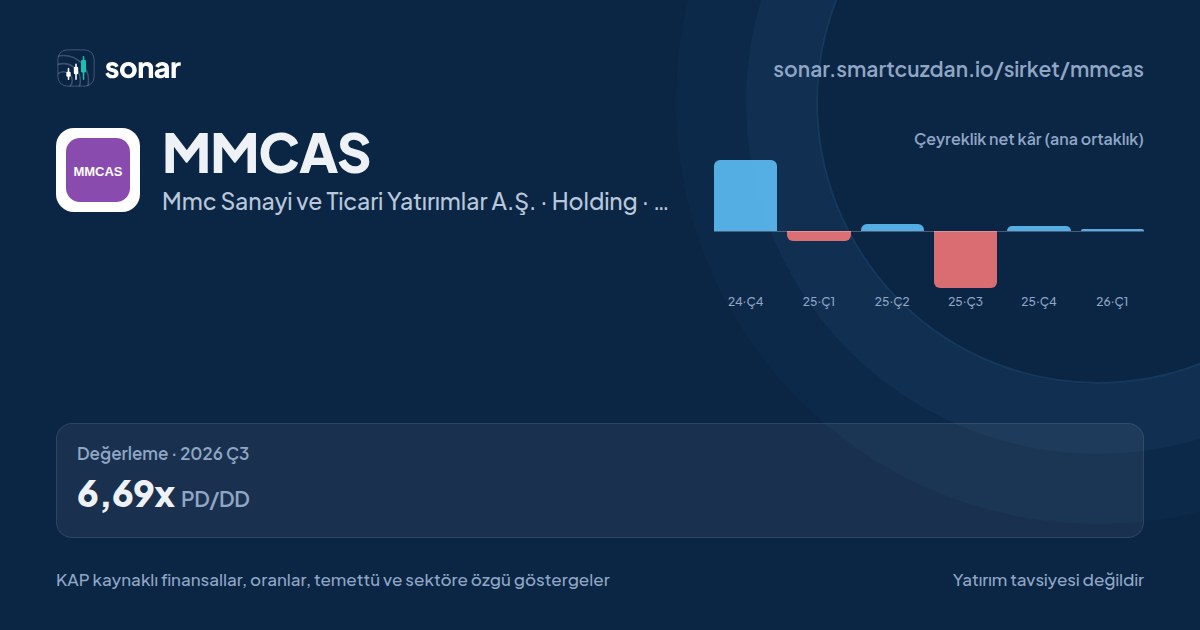 sonar
sonar.smartcuzdan.io/sirket/mmcas
MMCAS
MMCAS
Mmc Sanayi ve Ticari Yatırımlar A.Ş. · Holding · ...
Çeyreklik net kâr (ana ortaklık)
24·Ç4 25·Ç1 25·Ç2 25·Ç3 25·Ç4 26·Ç1
Değerleme · 2026 Ç3
6,69x PD/DD
KAP kaynaklı finansallar, oranlar, temettü ve sektöre özgü göstergeler
Yatırım tavsiyesi değildir